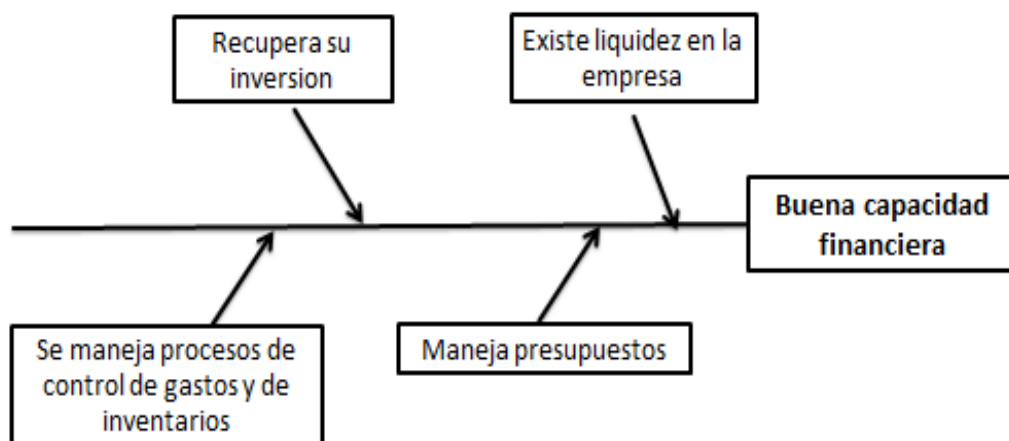 Recupera su
inversion
Existe liquidez en la
empresa
Buena capacidad
financiera
Se maneja procesos de
control de gastos y de
inventarios
Maneja presupuestos